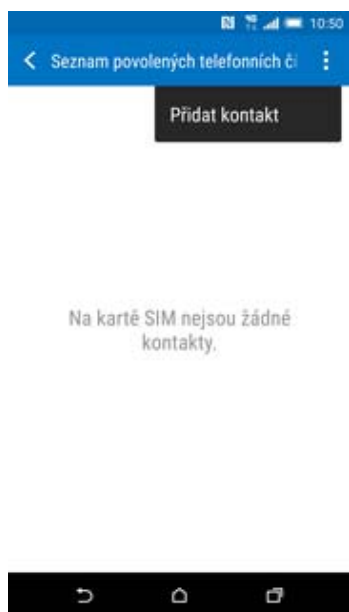 10:50
Seznam povolených telefonních čí
Přidat kontakt
Na kartě SIM nejsou žádné
kontakty.